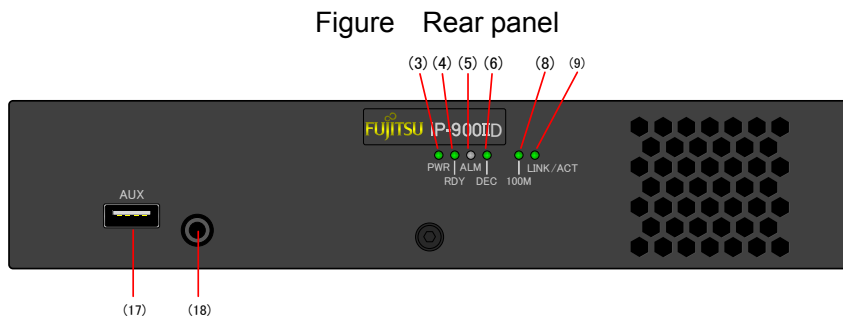 Figure Rear panel
(3) (4) (5) (6) (8) (9)
FUJITSU IP-900IID
PWR ALM LINK/ACT
RDY DEC 100M
AUX
(17) (18)